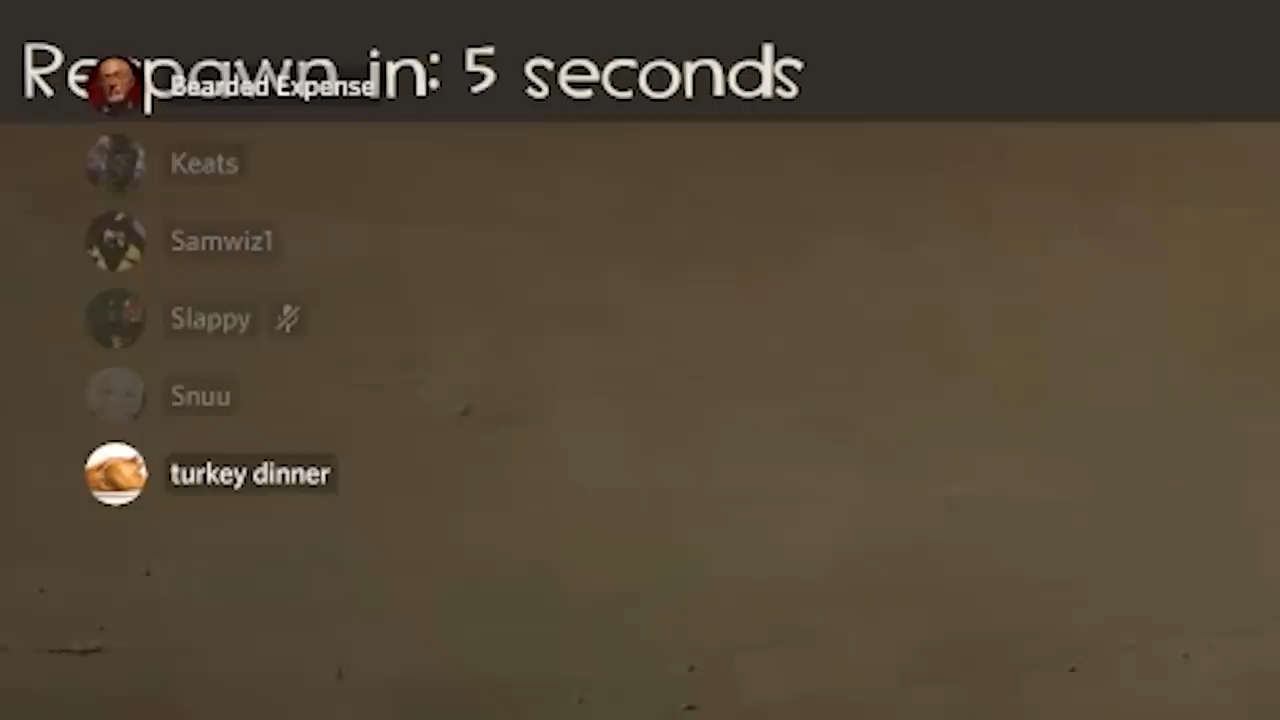 Respawn in: 5 seconds
Bearded Expense
Keats
Samwiz1
Slappy
Snuu
turkey dinner